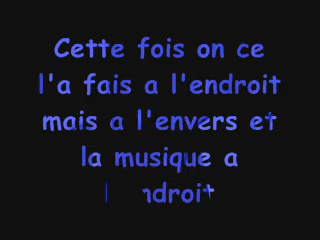 Cette fois on ce
l'a fais a l'endroit
mais a l'envers et
la musique a